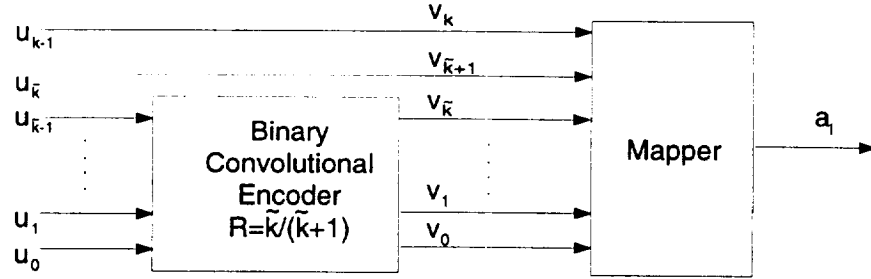 u_{k-1}
v_k
u_{k̃}
v_{k̃+1}
u_{k̃-1}
v_{k̃}
Binary
Convolutional
Encoder
R=k̃/(k̃+1)
Mapper
a_l
u_1
v_1
u_0
v_0